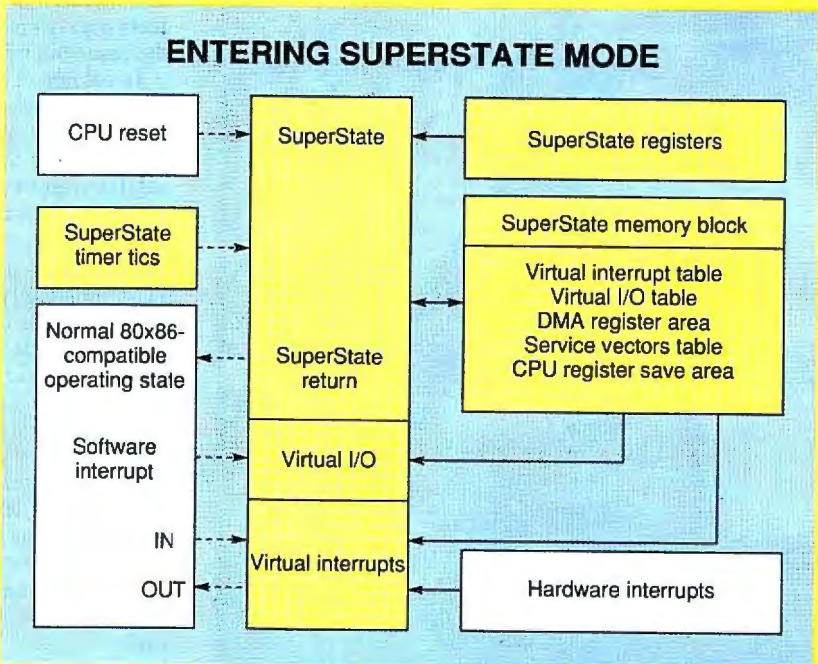 ENTERING SUPERSTATE MODE
CPU reset
SuperState
timer tics
Normal 80x86-
compatible
operating state
Software
interrupt
IN
OUT
SuperState
SuperState
return
Virtual I/O
Virtual interrupts
SuperState registers
SuperState memory block
Virtual interrupt table
Virtual I/O table
DMA register area
Service vectors table
CPU register save area
Hardware interrupts